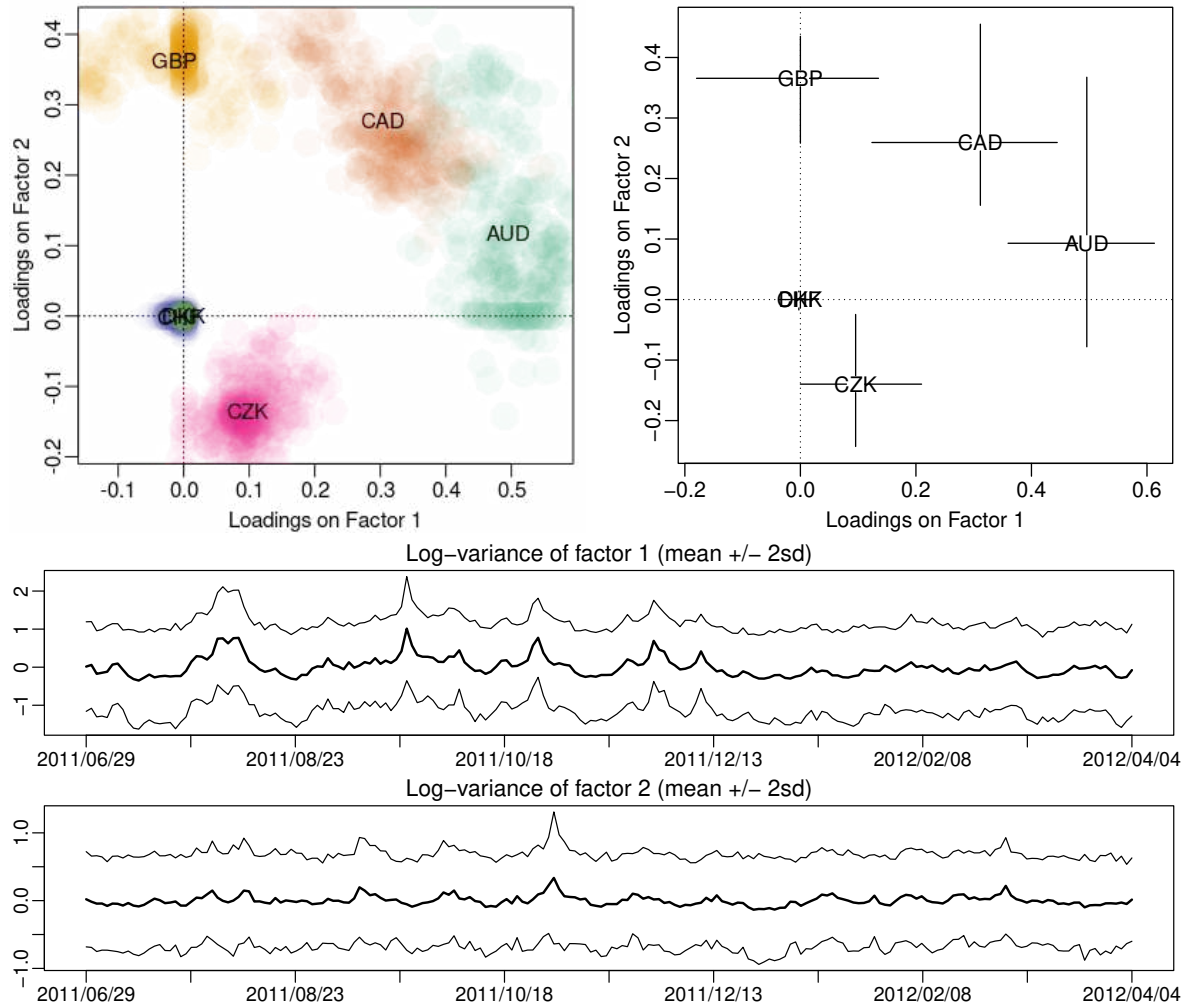 Loadings on Factor 2
0.4
0.3
0.2
0.1
0.0
-0.1
-0.2
GBP
CAD
AUD
CZK
-0.1 0.0 0.1 0.2 0.3 0.4 0.5
Loadings on Factor 1
Loadings on Factor 2
0.4
0.3
0.2
0.1
0.0
−0.1
−0.2
GBP
CAD
AUD
CZK
−0.2 0.0 0.2 0.4 0.6
Loadings on Factor 1
Log−variance of factor 1 (mean +/− 2sd)
2
1
0
−1
2011/06/29 2011/08/23 2011/10/18 2011/12/13 2012/02/08 2012/04/04
Log−variance of factor 2 (mean +/− 2sd)
1.0
0.0
−1.0
2011/06/29 2011/08/23 2011/10/18 2011/12/13 2012/02/08 2012/04/04